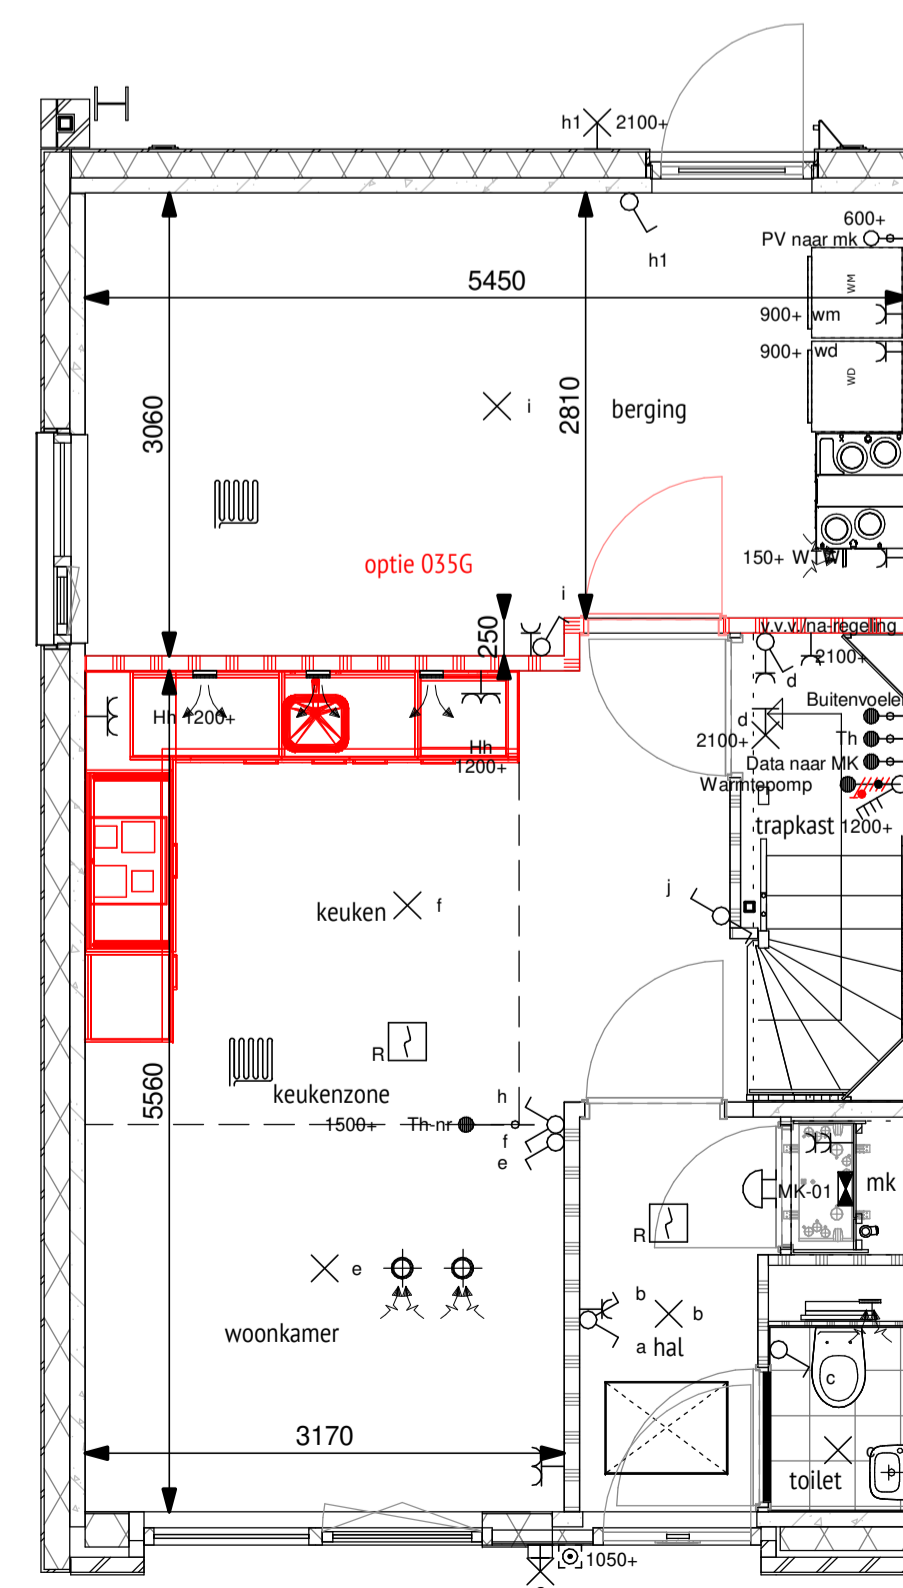 h1 2100+
600+
PV naar mk
h1
5450
WM
900+ wm
900+ wd
WD
3060
2810
i
berging
optie 035G
150+ WTW
i
250
v.v.v./na-regeling
2100+
d
Hh 1200+
Buitenvoeler
d
2100+
Th
Hh
1200+
Data naar MK
Warmtepomp
trapkast 1200+
j
keuken
f
R
keukenzone
5560
h
1500+ Th-nr
f
e
mk
MK-01
R
e
b
b
woonkamer
a hal
c
3170
toilet
1050+